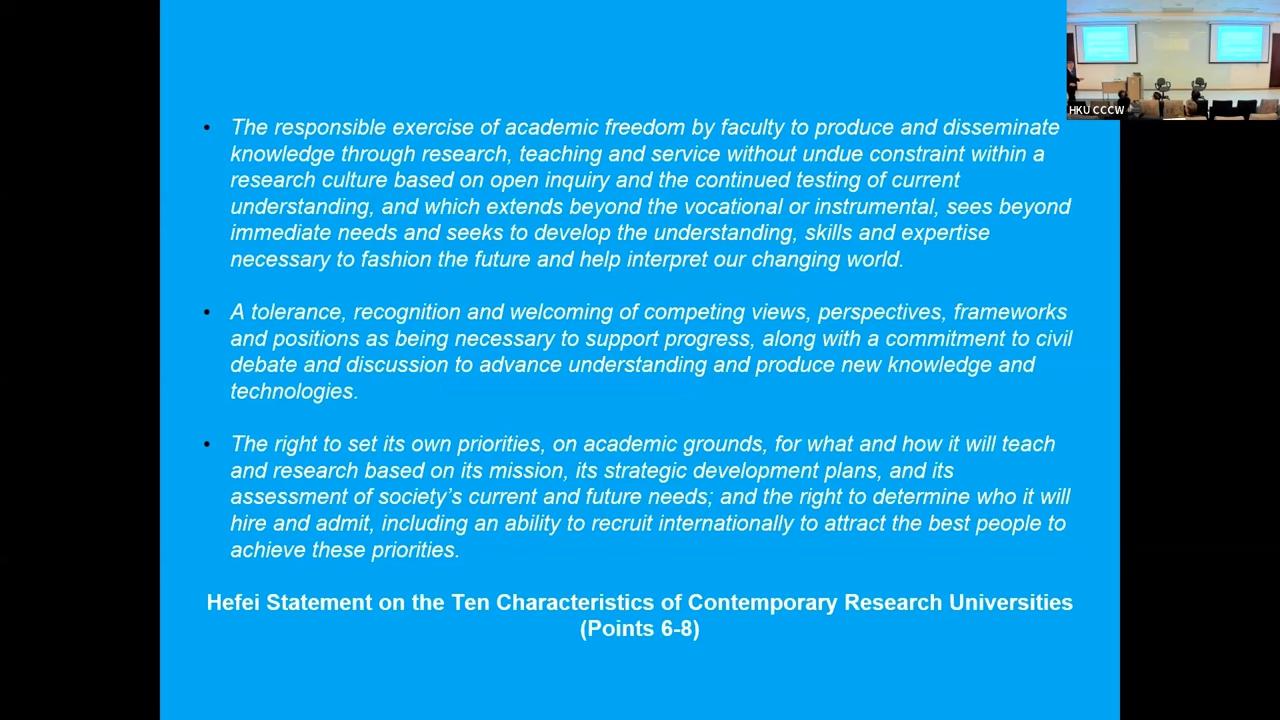 • The responsible exercise of academic freedom by faculty to produce and disseminate
knowledge through research, teaching and service without undue constraint within a
research culture based on open inquiry and the continued testing of current
understanding, and which extends beyond the vocational or instrumental, sees beyond
immediate needs and seeks to develop the understanding, skills and expertise
necessary to fashion the future and help interpret our changing world.
• A tolerance, recognition and welcoming of competing views, perspectives, frameworks
and positions as being necessary to support progress, along with a commitment to civil
debate and discussion to advance understanding and produce new knowledge and
technologies.
• The right to set its own priorities, on academic grounds, for what and how it will teach
and research based on its mission, its strategic development plans, and its
assessment of society's current and future needs; and the right to determine who it will
hire and admit, including an ability to recruit internationally to attract the best people to
achieve these priorities.
Hefei Statement on the Ten Characteristics of Contemporary Research Universities
(Points 6-8)
HKU CCCW